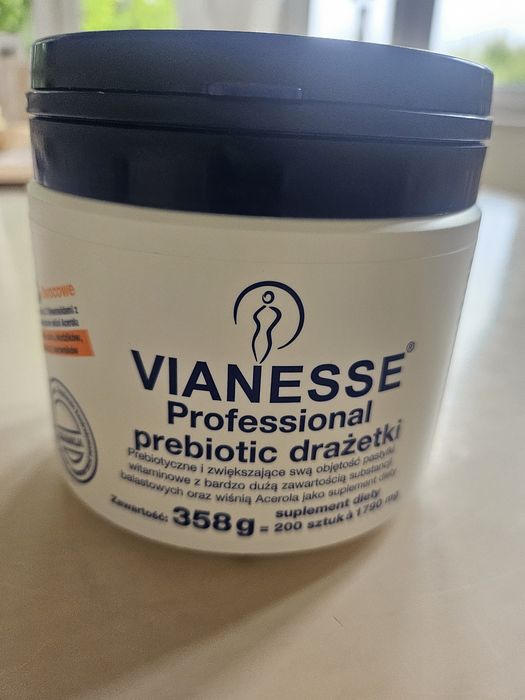 VIANESSE®
Professional
prebiotic drażetki
Prebiotyczne i zwiększające swą objętość pastylki
witaminowe z bardzo dużą zawartością substancji
balastowych oraz wiśnią Acerola jako suplement diety
suplement diety
Zawartość: 358 g = 200 sztuk à 1790 mg
Owocowe